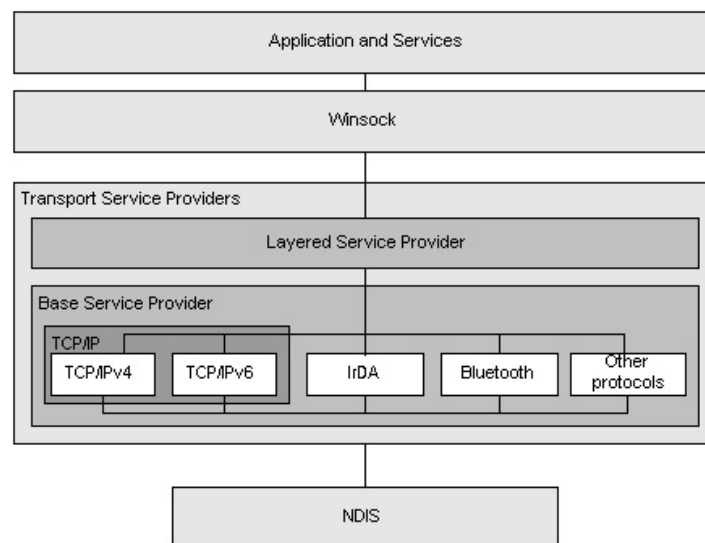 Application and Services
Winsock
Transport Service Providers
Layered Service Provider
Base Service Provider
TCP/IP
TCP/IPv4
TCP/IPv6
IrDA
Bluetooth
Other
protocols
NDIS